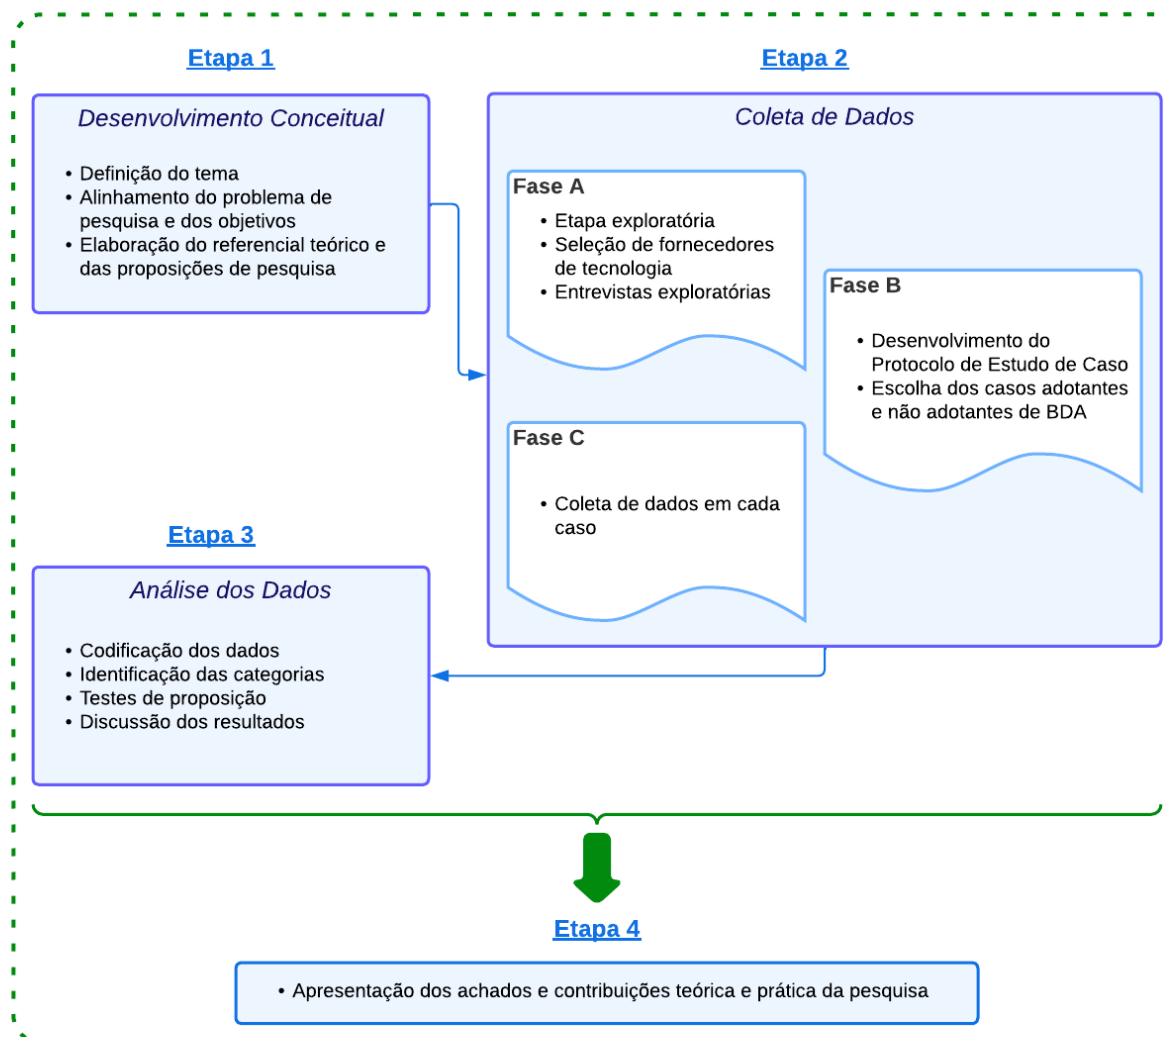 Etapa 1
Desenvolvimento Conceitual
• Definição do tema
• Alinhamento do problema de
pesquisa e dos objetivos
• Elaboração do referencial teórico e
das proposições de pesquisa
Etapa 2
Coleta de Dados
Fase A
• Etapa exploratória
• Seleção de fornecedores
de tecnologia
• Entrevistas exploratórias
Fase B
• Desenvolvimento do
Protocolo de Estudo de Caso
• Escolha dos casos adotantes
e não adotantes de BDA
Fase C
• Coleta de dados em cada
caso
Etapa 3
Análise dos Dados
• Codificação dos dados
• Identificação das categorias
• Testes de proposição
• Discussão dos resultados
Etapa 4
• Apresentação dos achados e contribuições teórica e prática da pesquisa